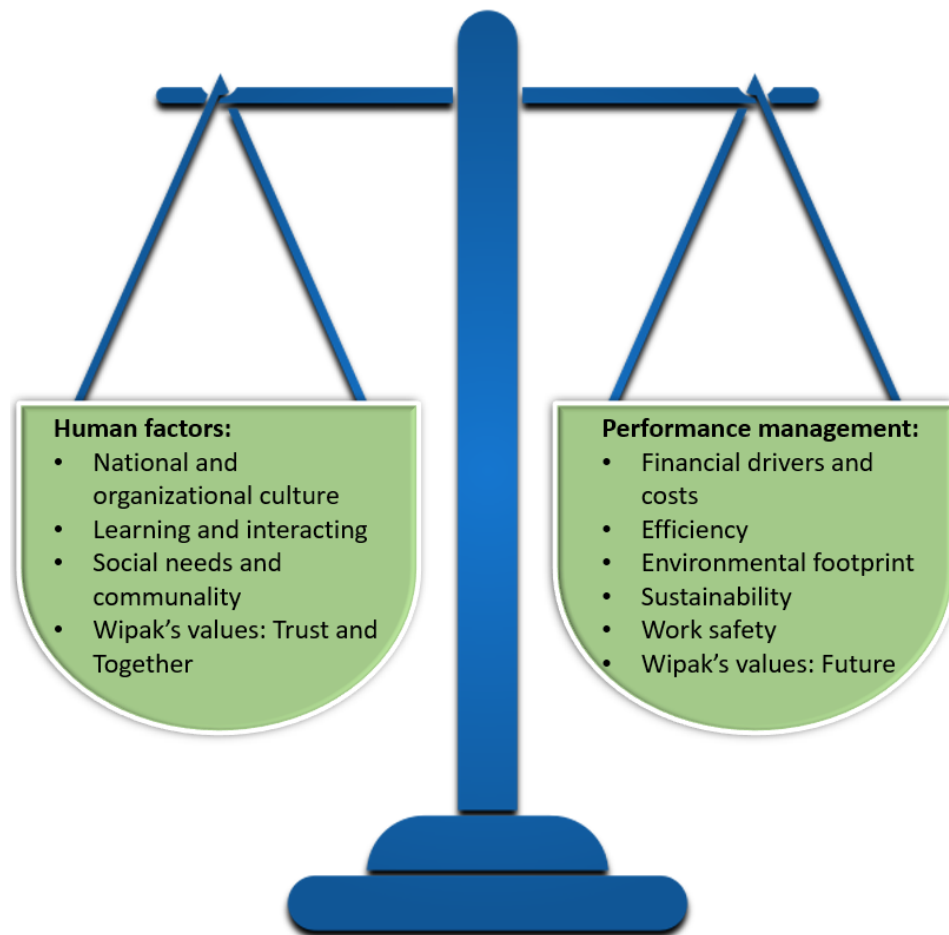 Human factors:
• National and
organizational culture
• Learning and interacting
• Social needs and
communality
• Wipak’s values: Trust and
Together
Performance management:
• Financial drivers and
costs
• Efficiency
• Environmental footprint
• Sustainability
• Work safety
• Wipak’s values: Future